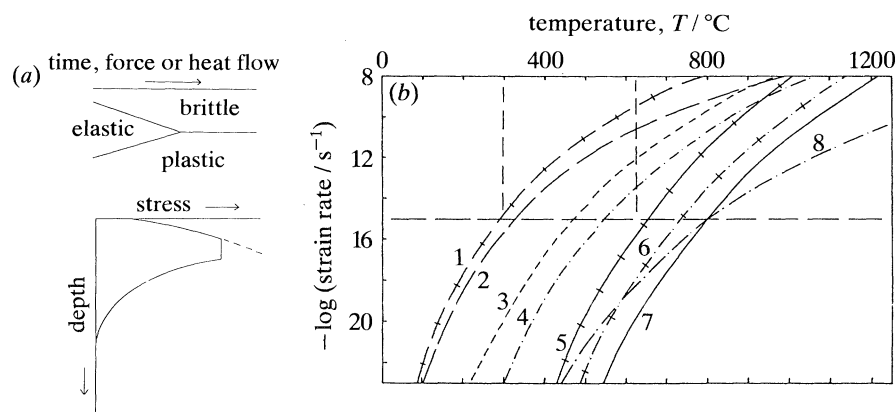 (a)
time, force or heat flow
brittle
elastic
plastic
stress
depth
temperature, T / °C
0 400 800 1200
(b)
8
12
16
20
−log (strain rate / s⁻¹)
1
2
3
4
5
6
7
8